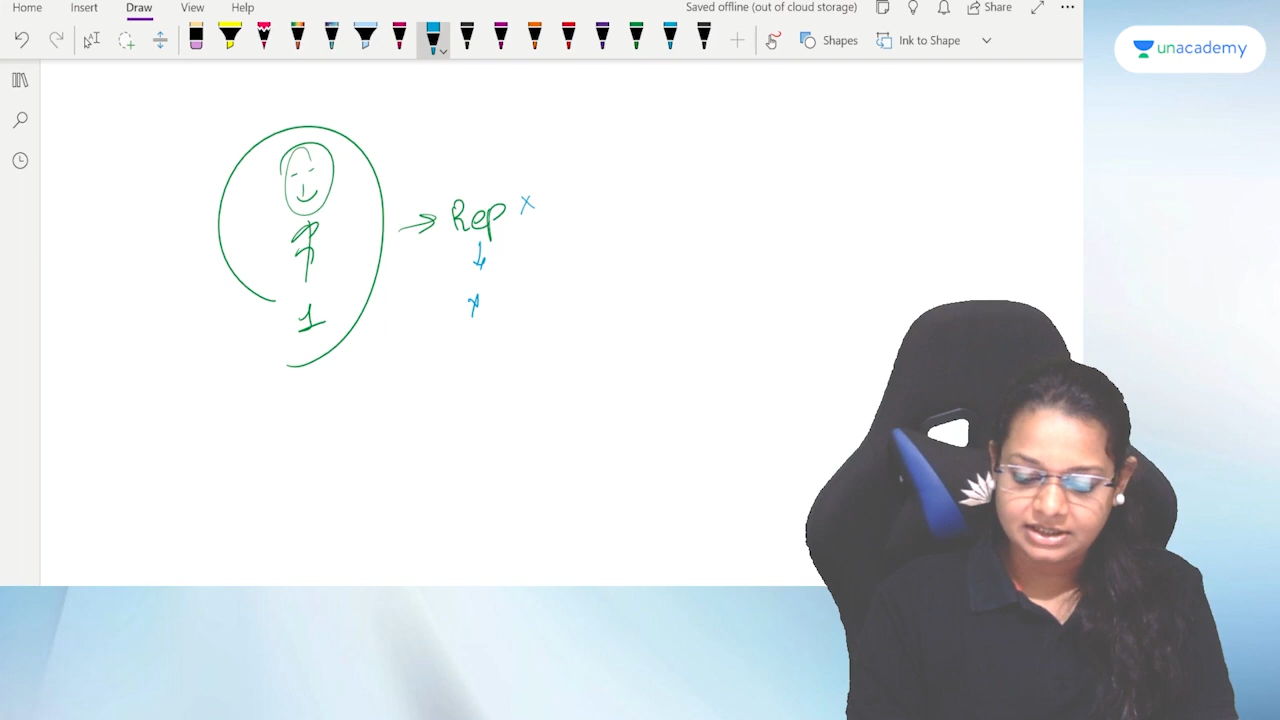 Home Insert Draw View Help Saved offline (out of cloud storage) Share
Shapes Ink to Shape
unacademy
Rep x
x
1